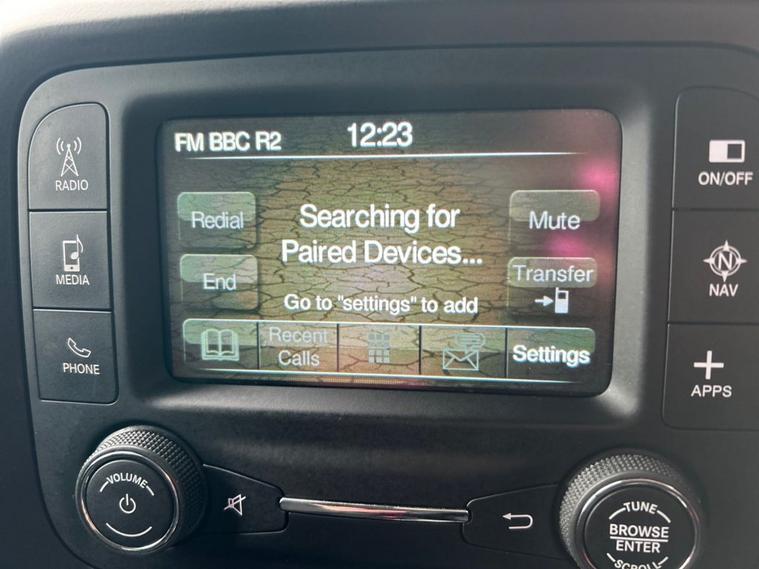 FM BBC R2 12:23
RADIO
MEDIA
PHONE
Redial
End
Searching for
Paired Devices...
Go to "settings" to add
Mute
Transfer
Recent
Calls
Settings
ON/OFF
N
NAV
APPS
VOLUME
TUNE
BROWSE
ENTER
SCROLL